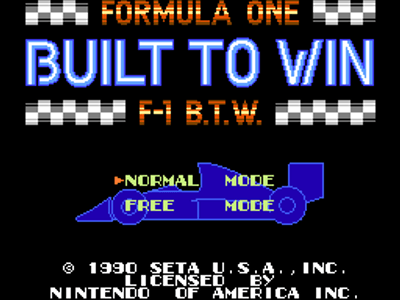 FORMULA ONE
BUILT TO WIN
F-1 B.T.W.
NORMAL MODE
FREE MODE
© 1990 SETA U.S.A.,INC.
LICENSED BY
NINTENDO OF AMERICA INC.